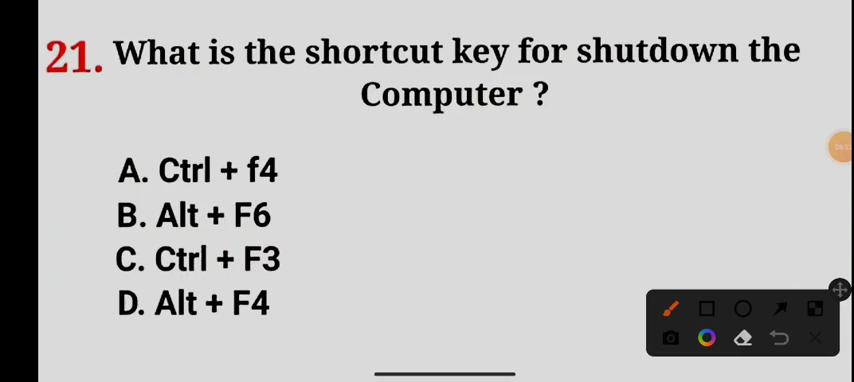 21. What is the shortcut key for shutdown the
Computer ?
A. Ctrl + f4
B. Alt + F6
C. Ctrl + F3
D. Alt + F4